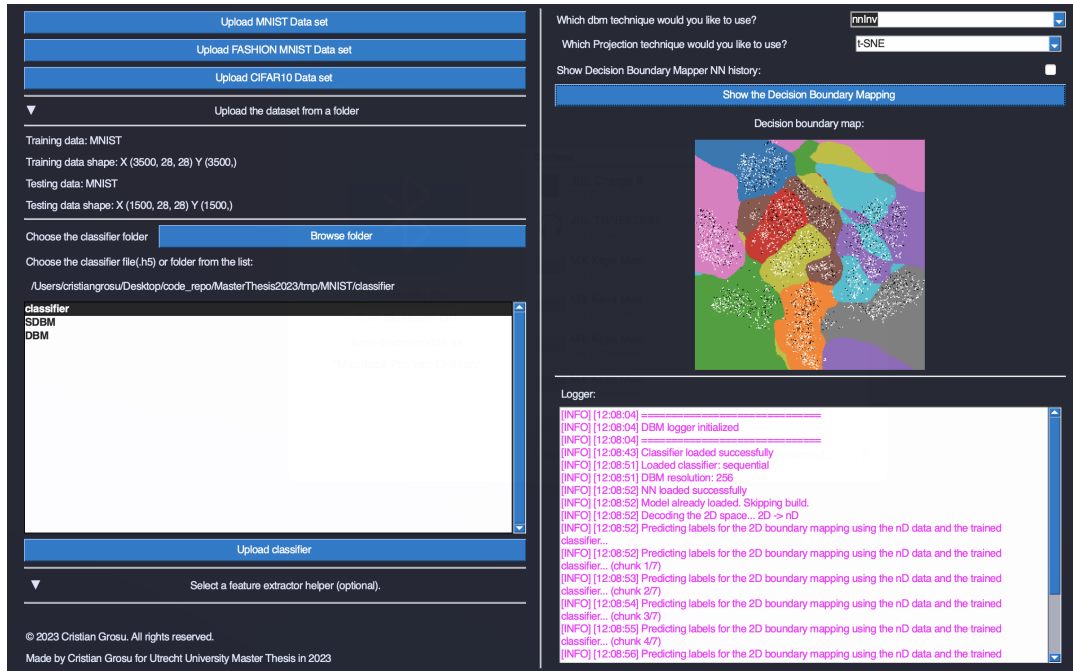 Upload MNIST Data set
Upload FASHION MNIST Data set
Upload CIFAR10 Data set
▼ Upload the dataset from a folder
Training data: MNIST
Training data shape: X (3500, 28, 28) Y (3500,)
Testing data: MNIST
Testing data shape: X (1500, 28, 28) Y (1500,)
Choose the classifier folder Browse folder
Choose the classifier file(.h5) or folder from the list:
/Users/cristiangrosu/Desktop/code_repo/MasterThesis2023/tmp/MNIST/classifier
classifier
SDBM
DBM
Upload classifier
▼ Select a feature extractor helper (optional).
© 2023 Cristian Grosu. All rights reserved.
Made by Cristian Grosu for Utrecht University Master Thesis in 2023
Which dbm technique would you like to use? nnInv
Which Projection technique would you like to use? t-SNE
Show Decision Boundary Mapper NN history:
Show the Decision Boundary Mapping
Decision boundary map:
Logger:
[INFO] [12:08:04] ==============================
[INFO] [12:08:04] DBM logger initialized
[INFO] [12:08:04] ==============================
[INFO] [12:08:43] Classifier loaded successfully
[INFO] [12:08:51] Loaded classifier: sequential
[INFO] [12:08:51] DBM resolution: 256
[INFO] [12:08:52] NN loaded successfully
[INFO] [12:08:52] Model already loaded. Skipping build.
[INFO] [12:08:52] Decoding the 2D space... 2D -> nD
[INFO] [12:08:52] Predicting labels for the 2D boundary mapping using the nD data and the trained
classifier...
[INFO] [12:08:52] Predicting labels for the 2D boundary mapping using the nD data and the trained
classifier... (chunk 1/7)
[INFO] [12:08:53] Predicting labels for the 2D boundary mapping using the nD data and the trained
classifier... (chunk 2/7)
[INFO] [12:08:54] Predicting labels for the 2D boundary mapping using the nD data and the trained
classifier... (chunk 3/7)
[INFO] [12:08:55] Predicting labels for the 2D boundary mapping using the nD data and the trained
classifier... (chunk 4/7)
[INFO] [12:08:56] Predicting labels for the 2D boundary mapping using the nD data and the trained